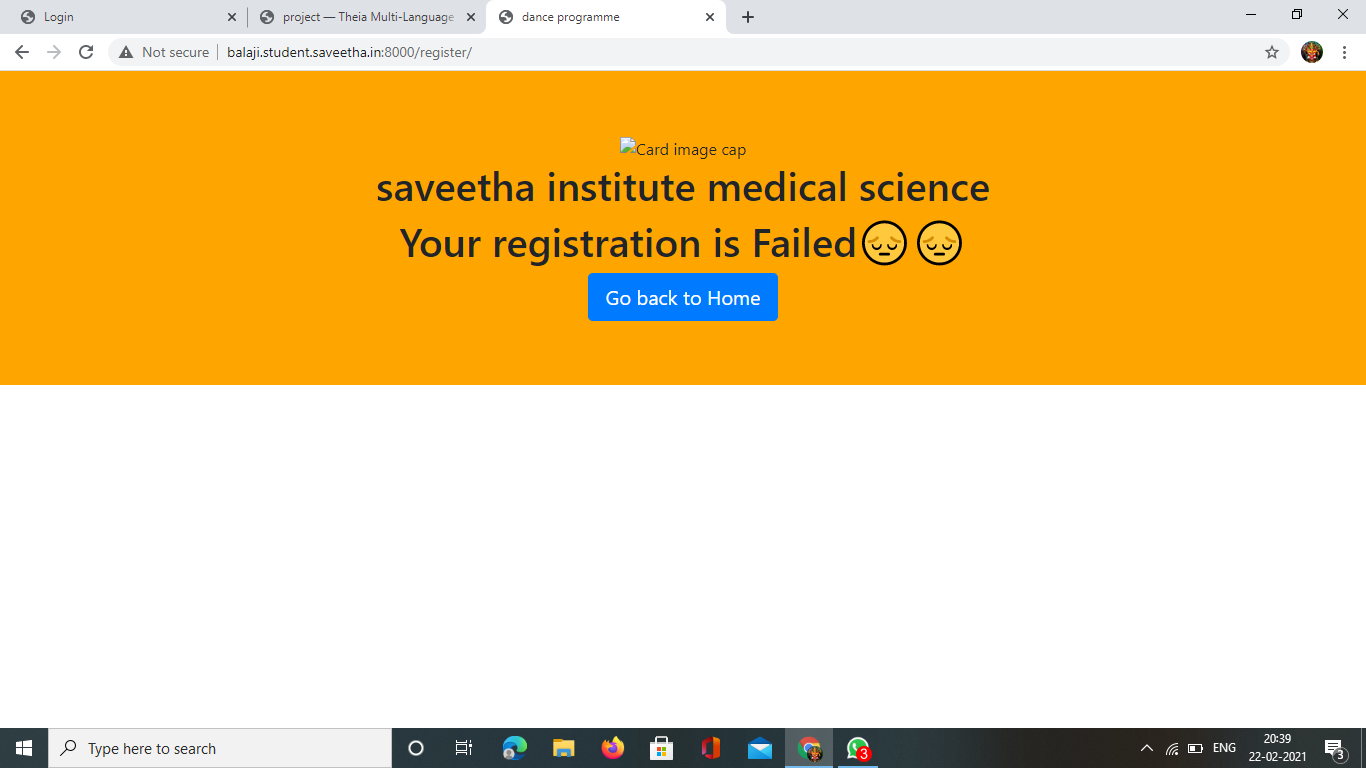 Login
project — Theia Multi-Language
dance programme
Not secure
balaji.student.saveetha.in:8000/register/
Card image cap
saveetha institute medical science
Your registration is Failed😔😔
Go back to Home
Type here to search
3
ENG
20:39
22-02-2021
3